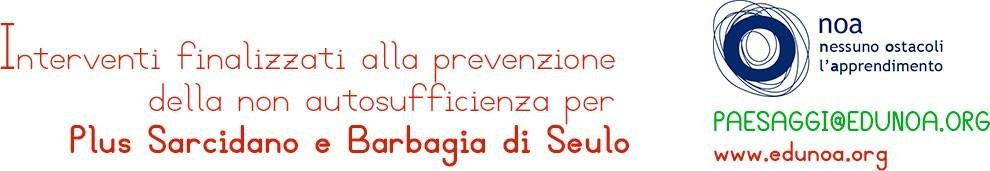 Interventi finalizzati alla prevenzione
della non autosufficienza per
Plus Sarcidano e Barbagia di Seulo
noa
nessuno ostacoli
l'apprendimento
PAESAGGI@EDUNOA.ORG
www.edunoa.org